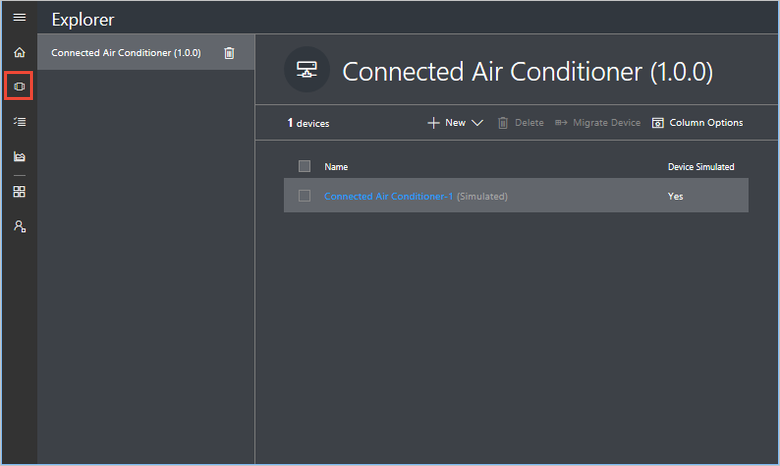 Explorer
Connected Air Conditioner (1.0.0)
Connected Air Conditioner (1.0.0)
1 devices New Delete Migrate Device Column Options
Name Device Simulated
Connected Air Conditioner-1 (Simulated) Yes